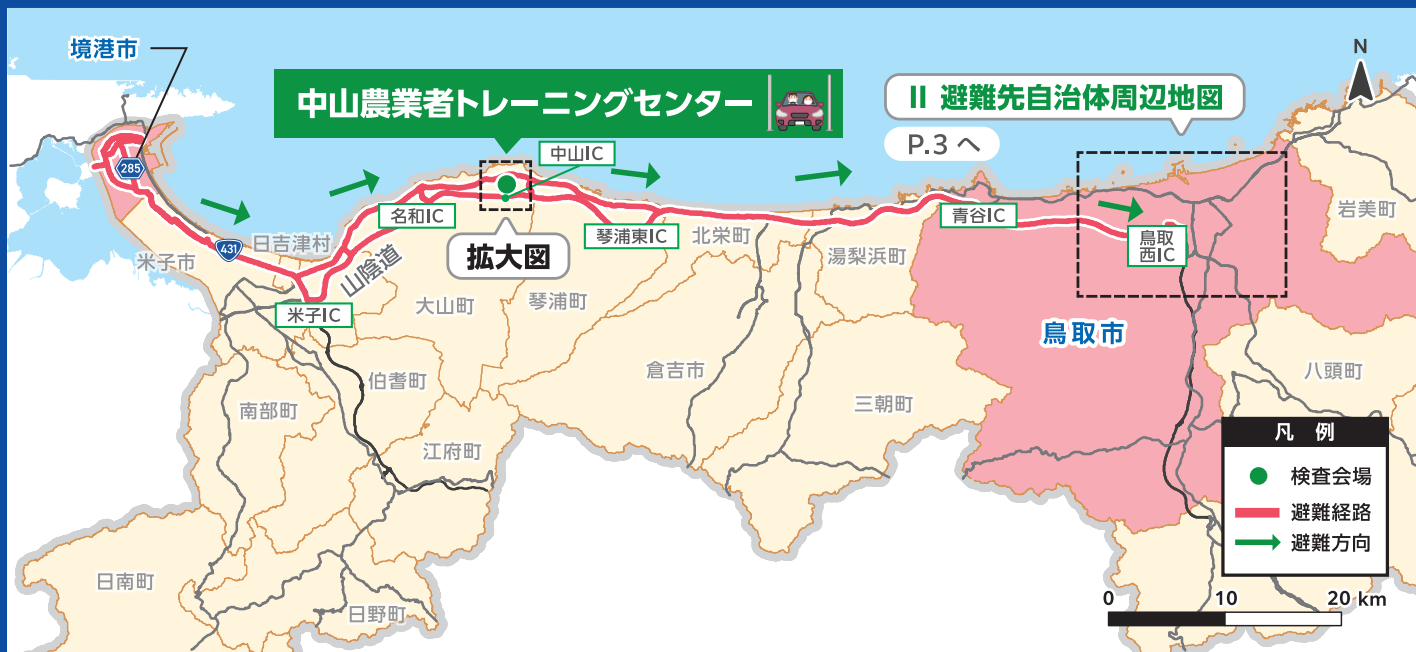 境港市
中山農業者トレーニングセンター
II 避難先自治体周辺地図
P.3 へ
N
285
中山IC
名和IC
431
日吉津村
米子市
山陰道
拡大図
琴浦東IC
北栄町
青谷IC
鳥取
西IC
岩美町
湯梨浜町
米子IC
大山町
琴浦町
鳥取市
倉吉市
八頭町
伯耆町
南部町
三朝町
江府町
日南町
日野町
凡 例
検査会場
避難経路
避難方向
0 10 20 km